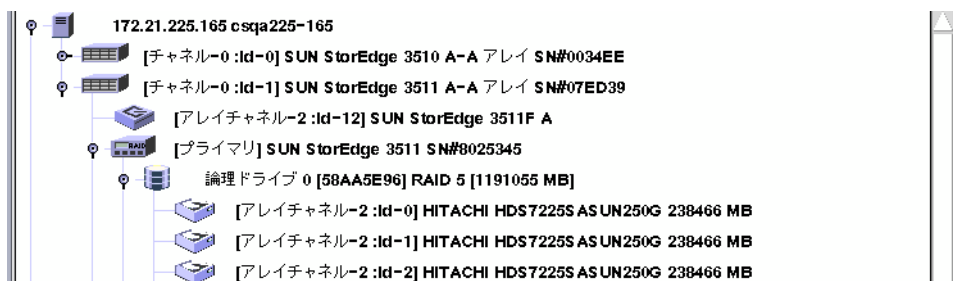 172.21.225.165 csqa225-165
[チャネル-0 :Id-0] SUN StorEdge 3510 A-A アレイ SN#0034EE
[チャネル-0 :Id-1] SUN StorEdge 3511 A-A アレイ SN#07ED39
[アレイチャネル-2 :Id-12] SUN StorEdge 3511F A
RAID [プライマリ] SUN StorEdge 3511 SN#8025345
論理ドライブ 0 [58AA5E96] RAID 5 [1191055 MB]
[アレイチャネル-2 :Id-0] HITACHI HDS7225SASUN250G 238466 MB
[アレイチャネル-2 :Id-1] HITACHI HDS7225SASUN250G 238466 MB
[アレイチャネル-2 :Id-2] HITACHI HDS7225SASUN250G 238466 MB